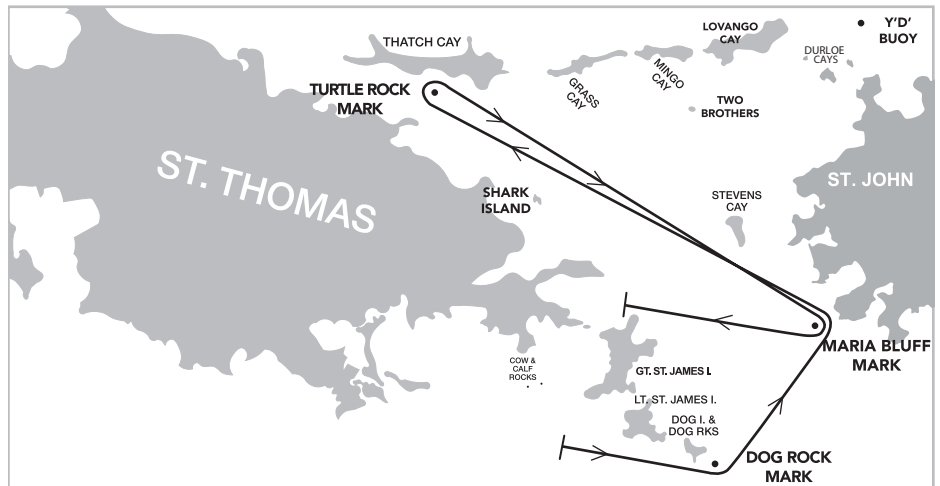 LOVANGO
CAY
Y'D'
BUOY
THATCH CAY
DURLOE
CAYS
MINGO
CAY
GRASS
CAY
TURTLE ROCK
MARK
TWO
BROTHERS
ST. THOMAS
ST. JOHN
SHARK
ISLAND
STEVENS
CAY
MARIA BLUFF
MARK
COW &
CALF
ROCKS
GT. ST. JAMES I.
LT. ST. JAMES I.
DOG I. &
DOG RKS
DOG ROCK
MARK